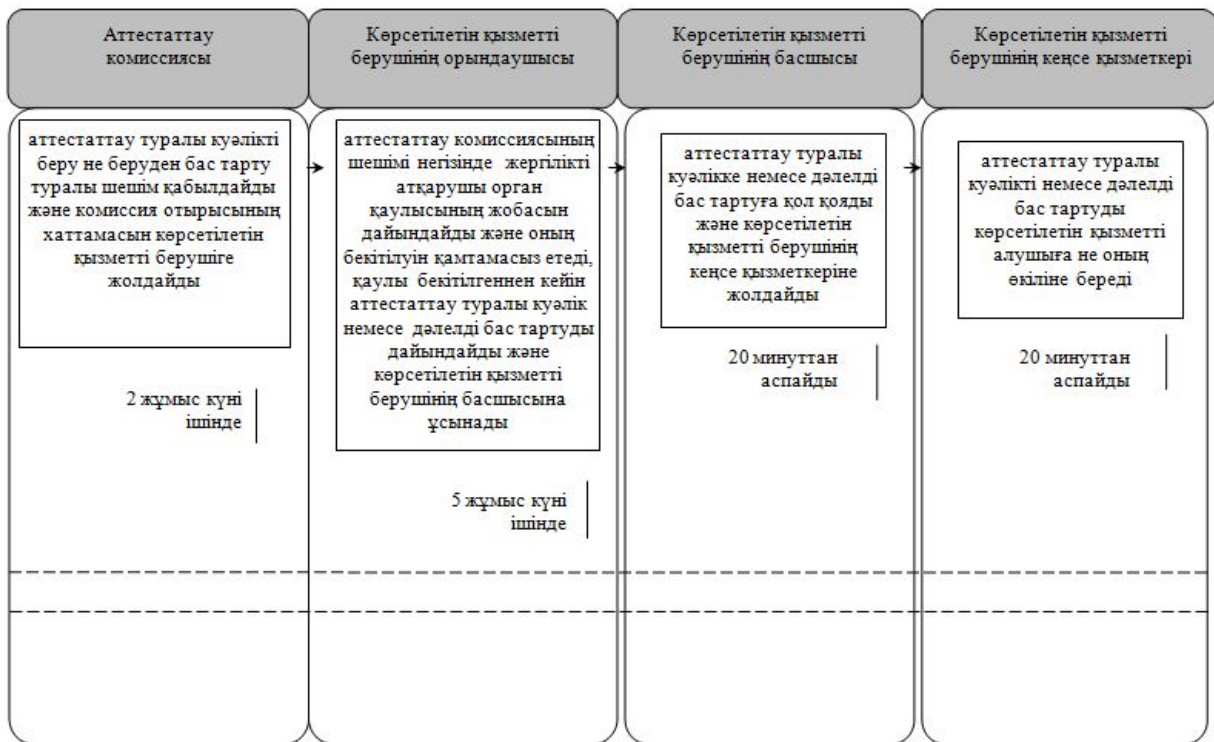 Аттестаттау
комиссиясы
Көрсетілетін қызметті
берушінің орындаушысы
Көрсетілетін қызметті
берушінің басшысы
Көрсетілетін қызметті
берушінің кеңсе қызметкері
аттестаттау туралы куәлікті
беру не беруден бас тарту
туралы шешім қабылдайды
және комиссия отырысының
хаттамасын көрсетілетін
қызметті берушіге
жолдайды
2 жұмыс күні
ішінде
аттестаттау комиссиясының
шешімі негізінде жергілікті
атқарушы орган
қаулысының жобасын
дайындайды және оның
бекітілуін қамтамасыз етеді,
қаулы бекітілгеннен кейін
аттестаттау туралы куәлік
немесе дәлелді бас тартуды
дайындайды және
көрсетілетін қызметті
берушінің басшысына
ұсынады
5 жұмыс күні
ішінде
аттестаттау туралы
куәлікке немесе дәлелді
бас тартуға қол қояды
және көрсетілетін
қызметті берушінің
кеңсе қызметкеріне
жолдайды
20 минуттан
аспайды
аттестаттау туралы
куәлікті немесе дәлелді
бас тартуды
көрсетілетін қызметті
алушыға не оның
өкіліне береді
20 минуттан
аспайды